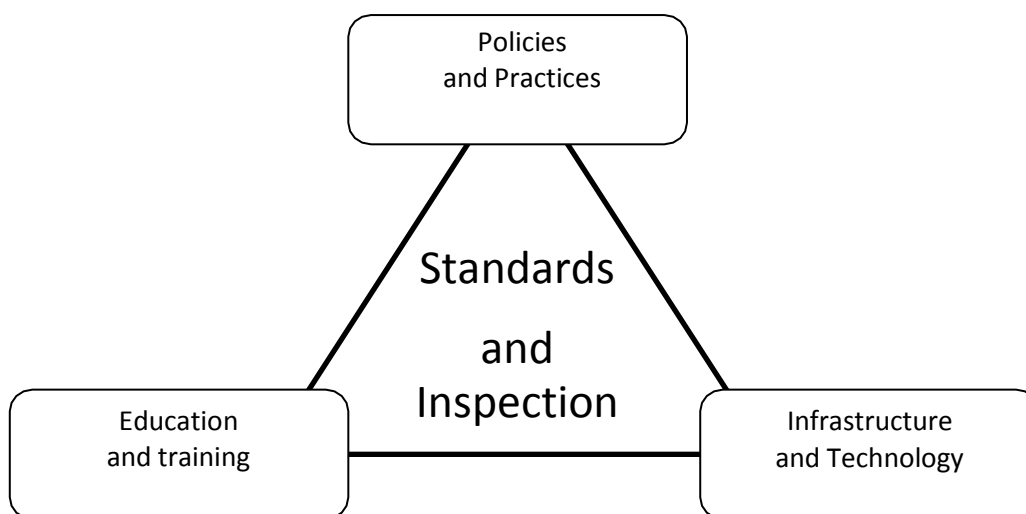 Policies
and Practices
Standards
and
Inspection
Education
and training
Infrastructure
and Technology